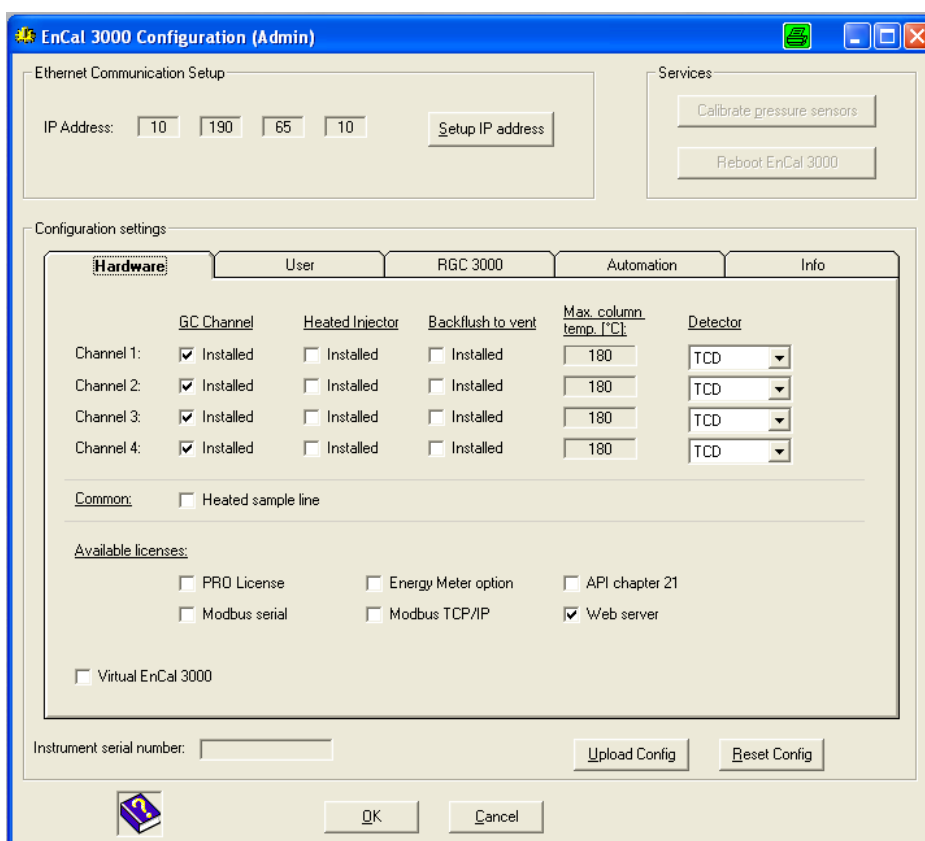 EnCal 3000 Configuration (Admin)
Ethernet Communication Setup
IP Address: 10 190 65 10 Setup IP address
Services
Calibrate pressure sensors
Reboot EnCal 3000
Configuration settings
Hardware User RGC 3000 Automation Info
GC Channel Heated Injector Backflush to vent Max. column temp. [°C]: Detector
Channel 1: Installed Installed Installed 180 TCD
Channel 2: Installed Installed Installed 180 TCD
Channel 3: Installed Installed Installed 180 TCD
Channel 4: Installed Installed Installed 180 TCD
Common: Heated sample line
Available licenses:
PRO License Energy Meter option API chapter 21
Modbus serial Modbus TCP/IP Web server
Virtual EnCal 3000
Instrument serial number: Upload Config Reset Config
OK Cancel